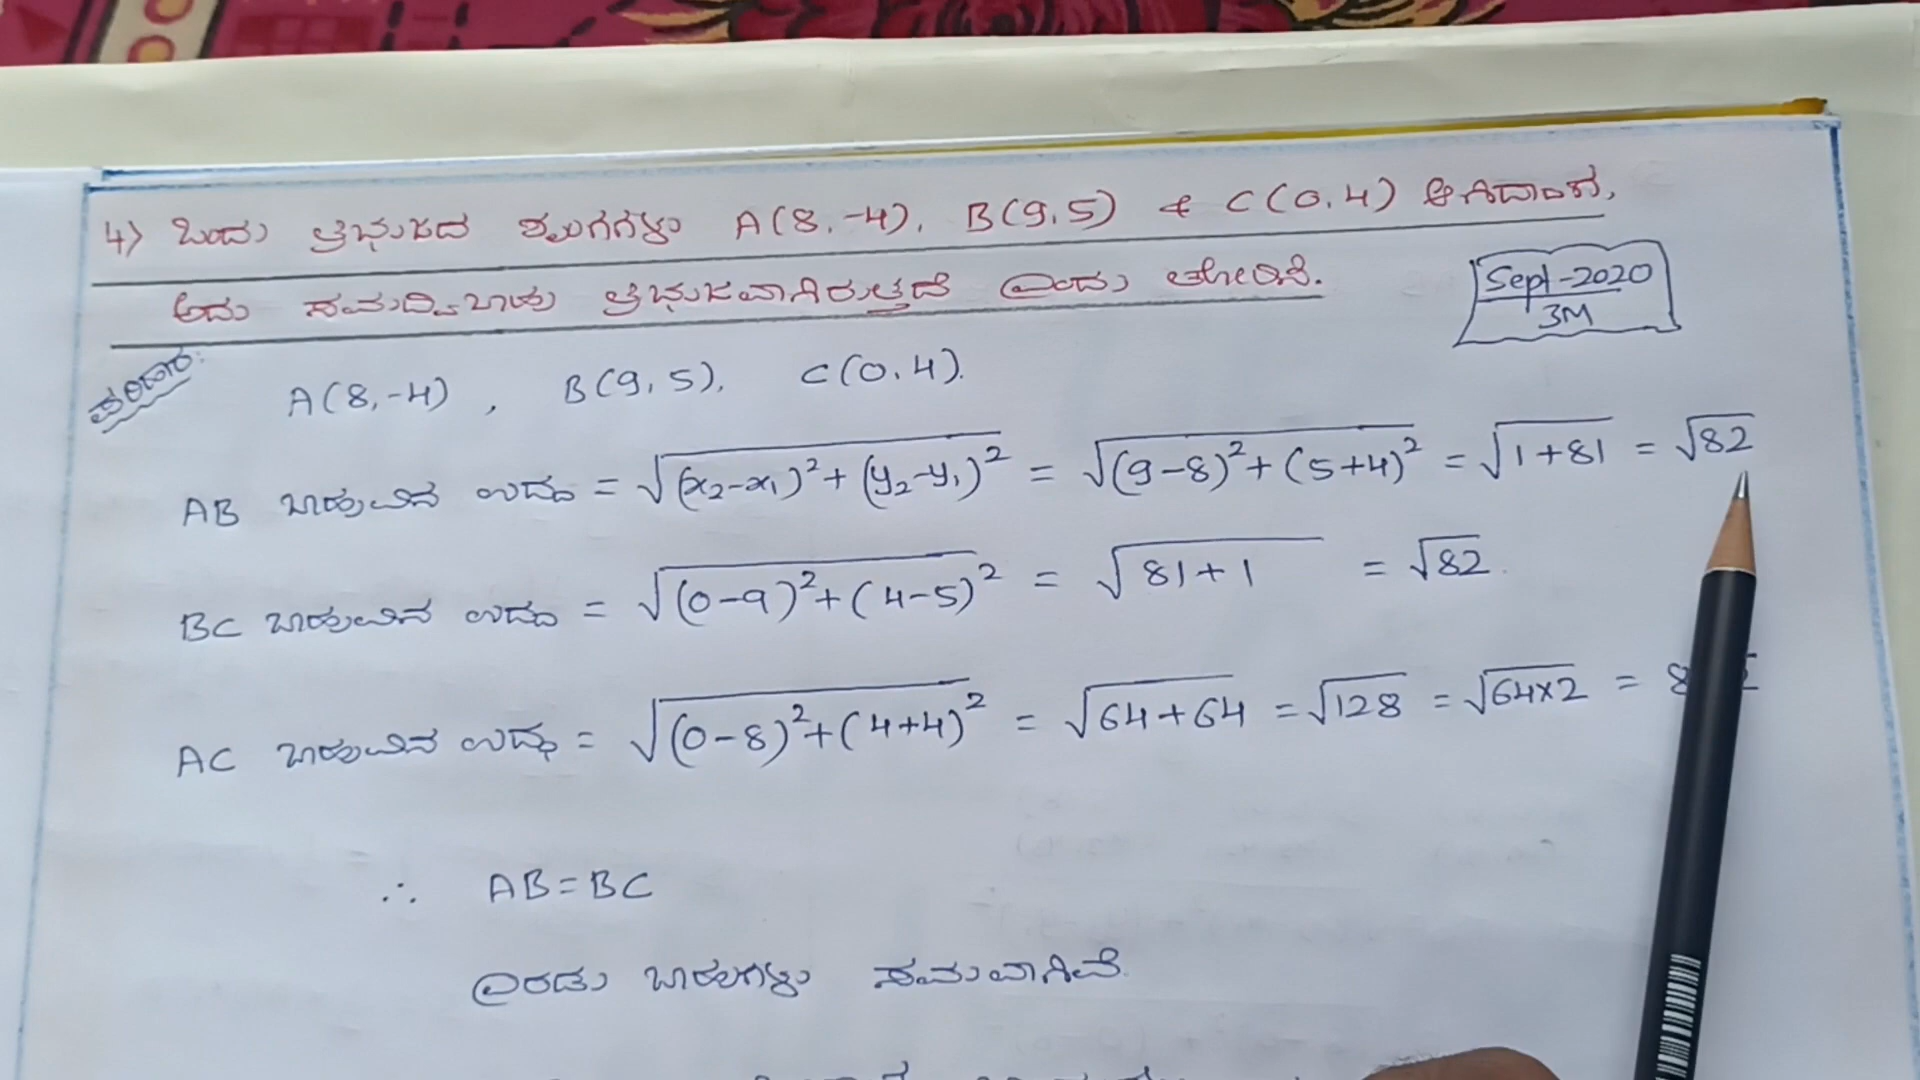 4) ಒಂದು ತ್ರಿಭುಜದ ಶೃಂಗಗಳು A(8,-4), B(9,5) & C(0,4) ಆಗಿದ್ದಾಗ,
ಅದು ಸಮದ್ವಿಬಾಹು ತ್ರಿಭುಜವಾಗಿರುತ್ತದೆ ಎಂದು ತೋರಿಸಿ.
Sept-2020
3M
ಪರಿಹಾರ:
A(8,-4), B(9,5), C(0,4).
AB ಬಾಹುವಿನ ಉದ್ದ = √(x₂-x₁)²+(y₂-y₁)² = √(9-8)²+(5+4)² = √1+81 = √82
BC ಬಾಹುವಿನ ಉದ್ದ = √(0-9)²+(4-5)² = √81+1 = √82.
AC ಬಾಹುವಿನ ಉದ್ದ = √(0-8)²+(4+4)² = √64+64 = √128 = √64×2 = 8
∴ AB=BC
ಎರಡು ಬಾಹುಗಳು ಸಮವಾಗಿವೆ.